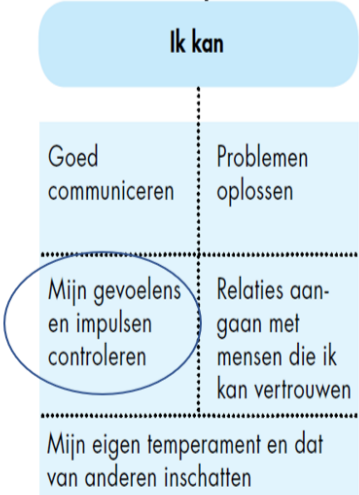 Ik kan
Goed
communiceren
Problemen
oplossen
Mijn gevoelens
en impulsen
controleren
Relaties aan-
gaan met
mensen die ik
kan vertrouwen
Mijn eigen temperament en dat
van anderen inschatten